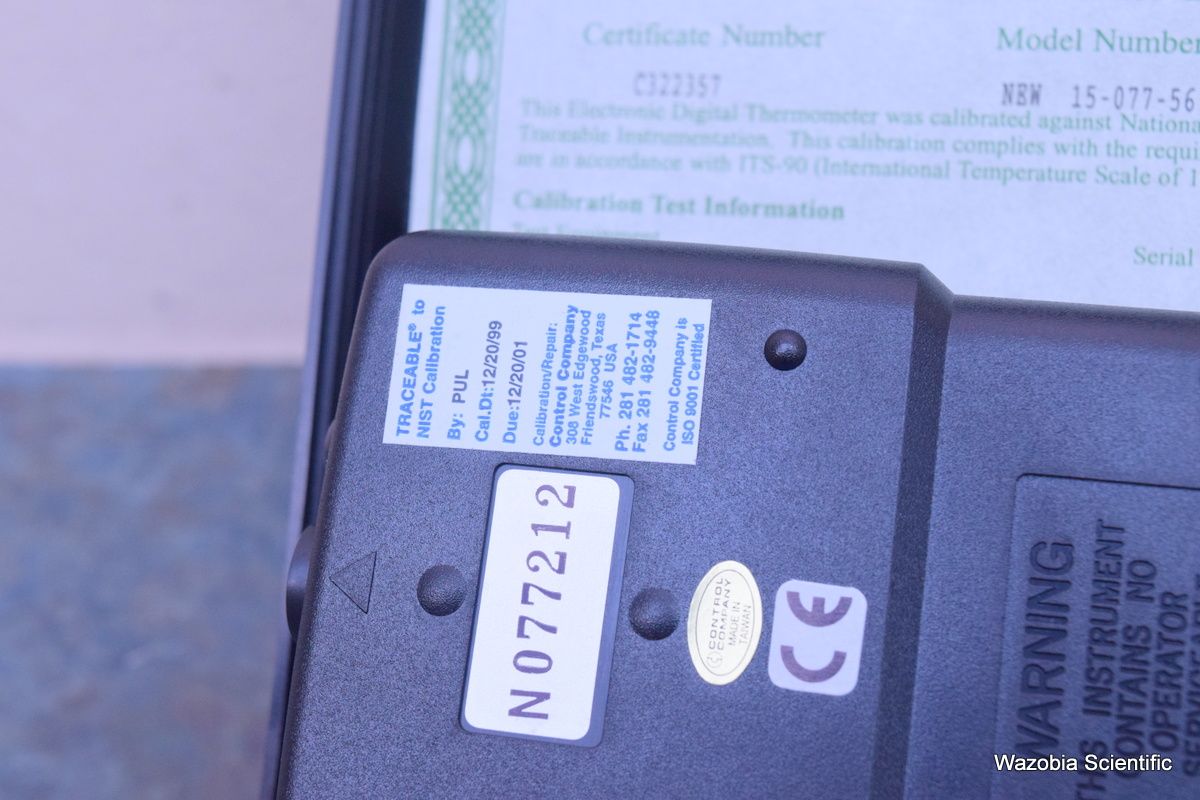 Certificate Number
Model Number
C322357
NEW 15-077-56
This Electronic Digital Thermometer was calibrated against
Traceable Instrumentation. This calibration complies with the
are in accordance with ITS-90 (International Temperature Scale of
Calibration Test Information
Serial
TRACEABLE® to
NIST Calibration
By: PUL
Cal.Dt:12/20/99
Due:12/20/01
Calibration/Repair:
Control Company
308 West Edgewood
Friendswood, Texas
77546 USA
Ph. 281 482-1714
Fax 281 482-9448
Control Company is
ISO 9001 Certified
N077212
CONTROL
COMPANY
MADE IN
TAIWAN
CE
WARNING
THIS INSTRUMENT
CONTAINS NO
OPERATOR
Wazobia Scientific